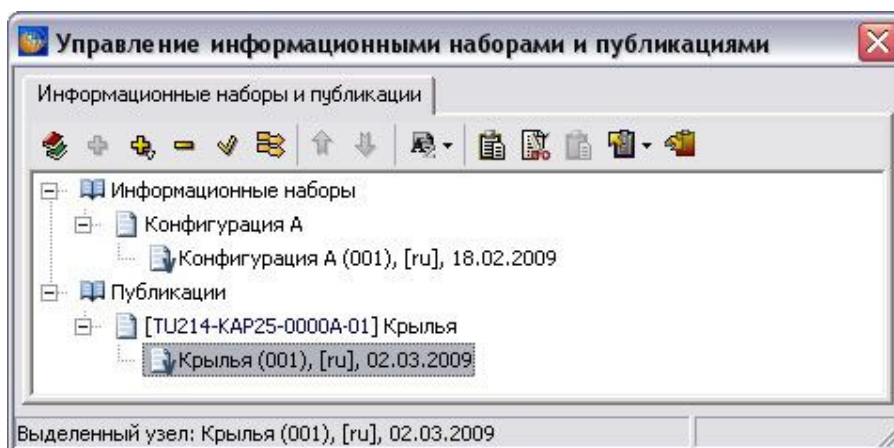 Управление информационными наборами и публикациями
Информационные наборы и публикации
Информационные наборы
Конфигурация А
Конфигурация А (001), [ru], 18.02.2009
Публикации
[TU214-KAP25-0000A-01] Крылья
Крылья (001), [ru], 02.03.2009
Выделенный узел: Крылья (001), [ru], 02.03.2009